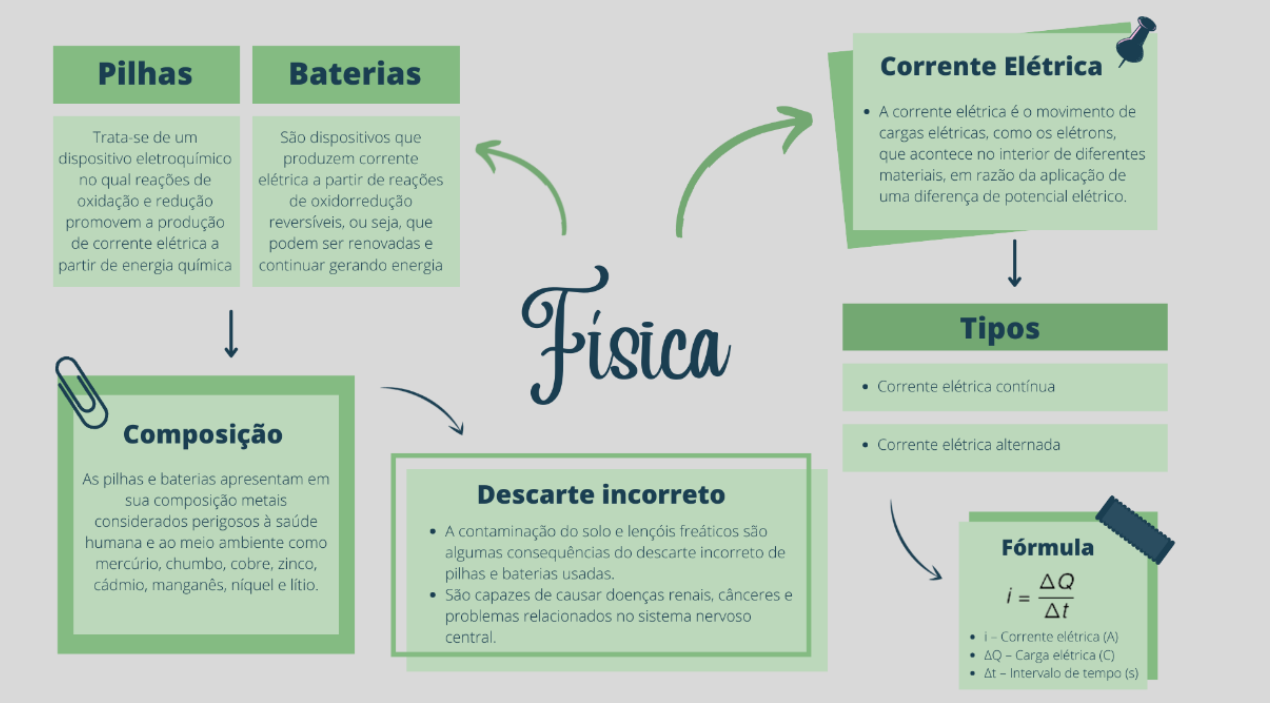 Pilhas
Trata-se de um
dispositivo eletroquímico
no qual reações de
oxidação e redução
promovem a produção
de corrente elétrica a
partir de energia química
Baterias
São dispositivos que
produzem corrente
elétrica a partir de reações
de oxidorredução
reversíveis, ou seja, que
podem ser renovadas e
continuar gerando energia
Composição
As pilhas e baterias apresentam em
sua composição metais
considerados perigosos à saúde
humana e ao meio ambiente como
mercúrio, chumbo, cobre, zinco,
cádmio, manganês, níquel e lítio.
Descarte incorreto
• A contaminação do solo e lençóis freáticos são
algumas consequências do descarte incorreto de
pilhas e baterias usadas.
• São capazes de causar doenças renais, cânceres e
problemas relacionados no sistema nervoso
central.
Física
Corrente Elétrica
• A corrente elétrica é o movimento de
cargas elétricas, como os elétrons,
que acontece no interior de diferentes
materiais, em razão da aplicação de
uma diferença de potencial elétrico.
Tipos
• Corrente elétrica contínua
• Corrente elétrica alternada
Fórmula
i = ΔQ/Δt
• i – Corrente elétrica (A)
• ΔQ – Carga elétrica (C)
• Δt – Intervalo de tempo (s)